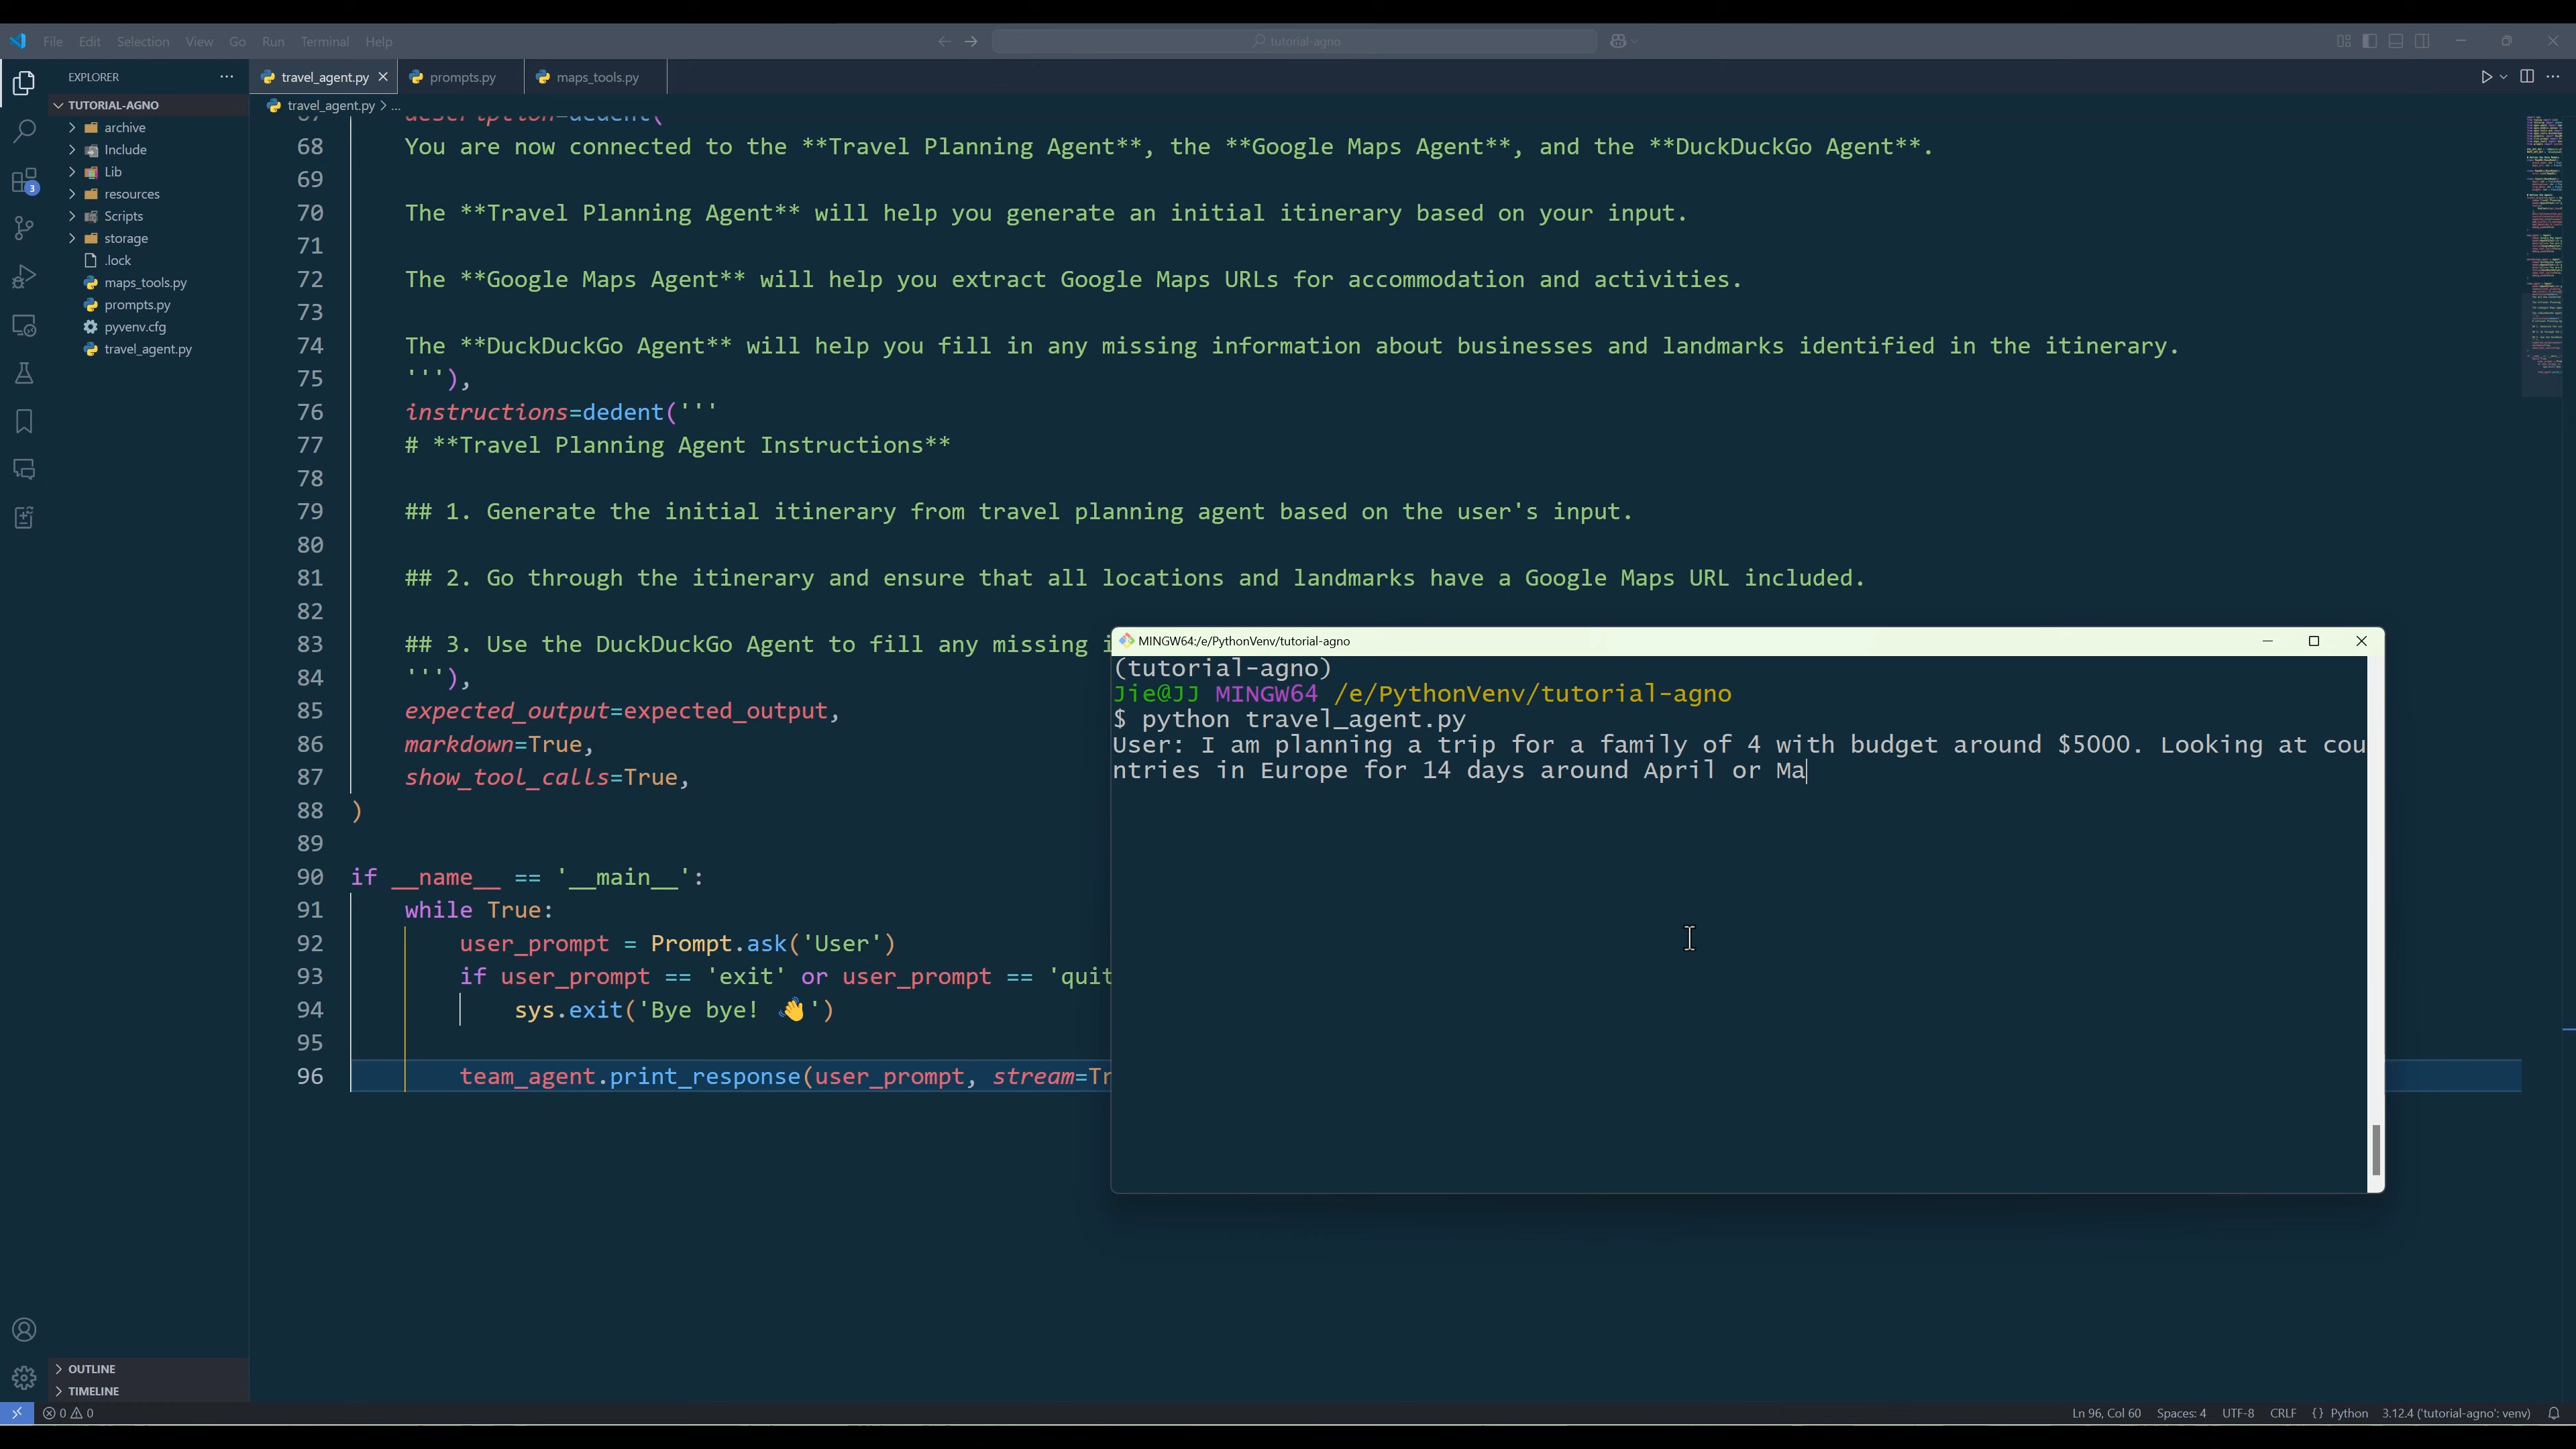 File Edit Selection View Go Run Terminal Help
tutorial-agno
EXPLORER
TUTORIAL-AGNO
archive
Include
Lib
resources
Scripts
storage
.lock
maps_tools.py
prompts.py
pyvenv.cfg
travel_agent.py
OUTLINE
TIMELINE
3
travel_agent.py prompts.py maps_tools.py
travel_agent.py > ...
67 description=dedent(
68 You are now connected to the **Travel Planning Agent**, the **Google Maps Agent**, and the **DuckDuckGo Agent**.
69
70 The **Travel Planning Agent** will help you generate an initial itinerary based on your input.
71
72 The **Google Maps Agent** will help you extract Google Maps URLs for accommodation and activities.
73
74 The **DuckDuckGo Agent** will help you fill in any missing information about businesses and landmarks identified in the itinerary.
75 '''),
76 instructions=dedent('''
77 # **Travel Planning Agent Instructions**
78
79 ## 1. Generate the initial itinerary from travel planning agent based on the user's input.
80
81 ## 2. Go through the itinerary and ensure that all locations and landmarks have a Google Maps URL included.
82
83 ## 3. Use the DuckDuckGo Agent to fill any missing i
84 '''),
85 expected_output=expected_output,
86 markdown=True,
87 show_tool_calls=True,
88 )
89
90 if __name__ == '__main__':
91 while True:
92 user_prompt = Prompt.ask('User')
93 if user_prompt == 'exit' or user_prompt == 'quit
94 sys.exit('Bye bye! 👋')
95
96 team_agent.print_response(user_prompt, stream=Tr
MINGW64:/e/PythonVenv/tutorial-agno
(tutorial-agno)
Jie@JJ MINGW64 /e/PythonVenv/tutorial-agno
$ python travel_agent.py
User: I am planning a trip for a family of 4 with budget around $5000. Looking at cou
ntries in Europe for 14 days around April or Ma
0 0
Ln 96, Col 60 Spaces: 4 UTF-8 CRLF {} Python 3.12.4 ('tutorial-agno': venv)